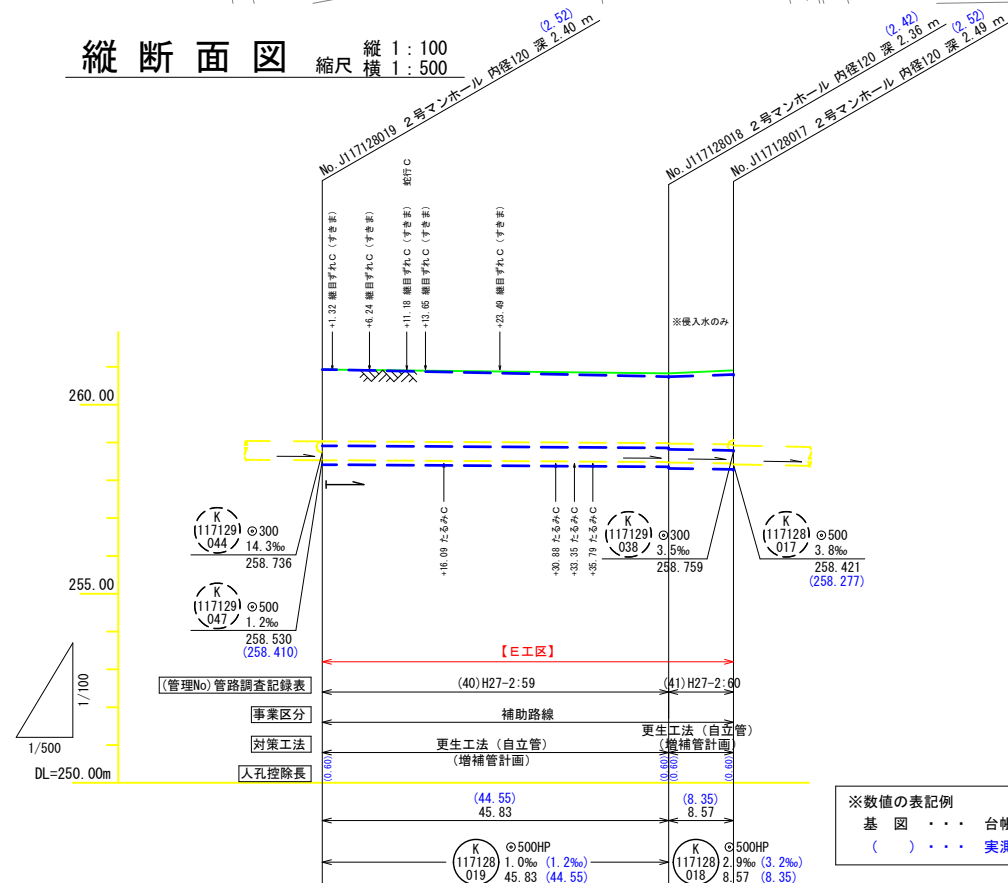 縦断面図
縮尺
縦 1:100
横 1:500
(2.52)
No.J117128019 2号マンホール 内径120 深 2.40 m
(2.42)
No.J117128018 2号マンホール 内径120 深 2.36 m
(2.52)
No.J117128017 2号マンホール 内径120 深 2.49 m
+1.32 継目ずれC (すきま)
+6.24 継目ずれC (すきま)
+11.18 継目ずれC (すきま) 蛇行C
+13.65 継目ずれC (すきま)
+23.49 継目ずれC (すきま)
※侵入水のみ
260.00
255.00
DL=250.00m
1/100
1/500
+16.09 たるみC
+30.88 たるみC
+33.35 たるみC
+35.79 たるみC
K
117129
044
⊙300
14.3‰
258.736
K
117129
047
⊙500
1.2‰
258.530
(258.410)
K
117129
038
⊙300
3.5‰
258.759
K
117128
017
⊙500
3.8‰
258.421
(258.277)
【E工区】
(管理No)管路調査記録表
(40)H27-2:59
(41)H27-2:60
事業区分
補助路線
対策工法
更生工法(自立管)
(増補管計画)
更生工法(自立管)
(増補管計画)
人孔控除長
(0.60)
(0.60)
(0.60)
(0.60)
(44.55)
45.83
(8.35)
8.57
K
117128
019
⊙500HP
1.0‰ (1.2‰)
45.83 (44.55)
K
117128
018
⊙500HP
2.9‰ (3.2‰)
8.57 (8.35)
※数値の表記例
基 図 ・・・ 台帳
( ) ・・・ 実測